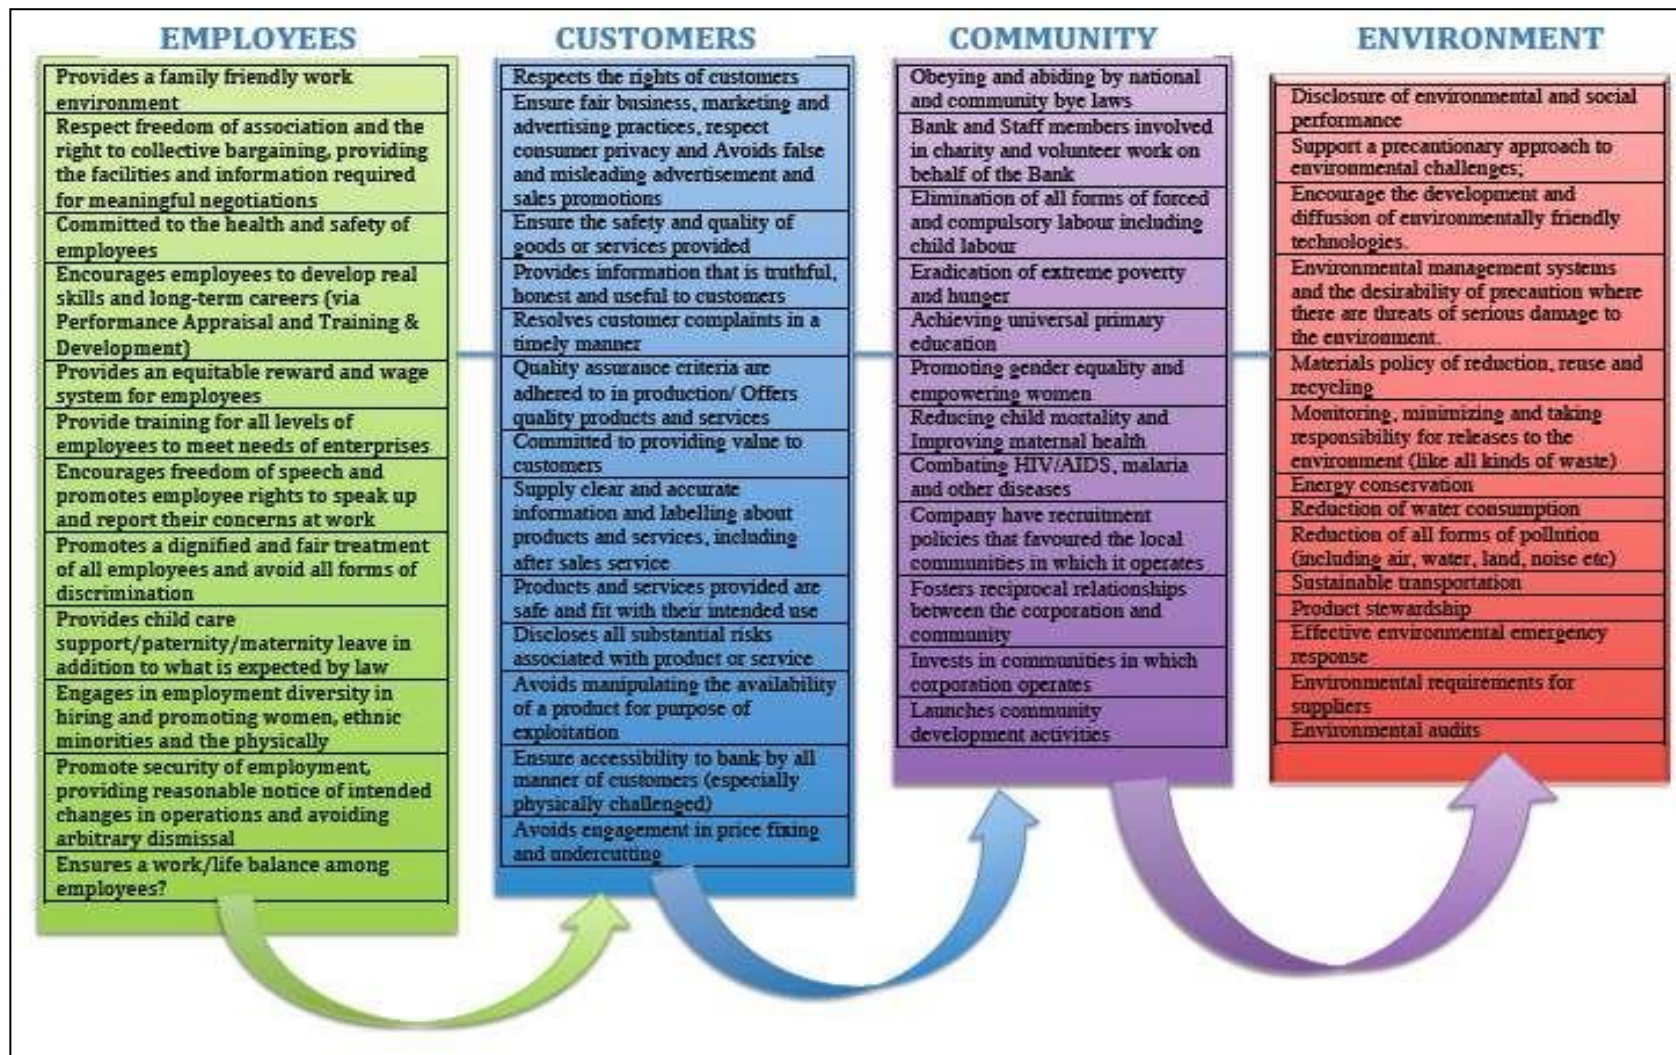 EMPLOYEES
Provides a family friendly work
environment
Respect freedom of association and the
right to collective bargaining, providing
the facilities and information required
for meaningful negotiations
Committed to the health and safety of
employees
Encourages employees to develop real
skills and long-term careers (via
Performance Appraisal and Training &
Development)
Provides an equitable reward and wage
system for employees
Provide training for all levels of
employees to meet needs of enterprises
Encourages freedom of speech and
promotes employee rights to speak up
and report their concerns at work
Promotes a dignified and fair treatment
of all employees and avoid all forms of
discrimination
Provides child care
support/paternity/maternity leave in
addition to what is expected by law
Engages in employment diversity in
hiring and promoting women, ethnic
minorities and the physically
Promote security of employment,
providing reasonable notice of intended
changes in operations and avoiding
arbitrary dismissal
Ensures a work/life balance among
employees?
CUSTOMERS
Respects the rights of customers
Ensure fair business, marketing and
advertising practices, respect
consumer privacy and Avoids false
and misleading advertisement and
sales promotions
Ensure the safety and quality of
goods or services provided
Provides information that is truthful,
honest and useful to customers
Resolves customer complaints in a
timely manner
Quality assurance criteria are
adhered to in production/ Offers
quality products and services
Committed to providing value to
customers
Supply clear and accurate
information and labelling about
products and services, including
after sales service
Products and services provided are
safe and fit with their intended use
Discloses all substantial risks
associated with product or service
Avoids manipulating the availability
of a product for purpose of
exploitation
Ensure accessibility to bank by all
manner of customers (especially
physically challenged)
Avoids engagement in price fixing
and undercutting
COMMUNITY
Obeying and abiding by national
and community bye laws
Bank and Staff members involved
in charity and volunteer work on
behalf of the Bank
Elimination of all forms of forced
and compulsory labour including
child labour
Eradication of extreme poverty
and hunger
Achieving universal primary
education
Promoting gender equality and
empowering women
Reducing child mortality and
Improving maternal health
Combating HIV/AIDS, malaria
and other diseases
Company have recruitment
policies that favoured the local
communities in which it operates
Fosters reciprocal relationships
between the corporation and
community
Invests in communities in which
corporation operates
Launches community
development activities
ENVIRONMENT
Disclosure of environmental and social
performance
Support a precautionary approach to
environmental challenges;
Encourage the development and
diffusion of environmentally friendly
technologies.
Environmental management systems
and the desirability of precaution where
there are threats of serious damage to
the environment.
Materials policy of reduction, reuse and
recycling
Monitoring, minimizing and taking
responsibility for releases to the
environment (like all kinds of waste)
Energy conservation
Reduction of water consumption
Reduction of all forms of pollution
(including air, water, land, noise etc)
Sustainable transportation
Product stewardship
Effective environmental emergency
response
Environmental requirements for
suppliers
Environmental audits